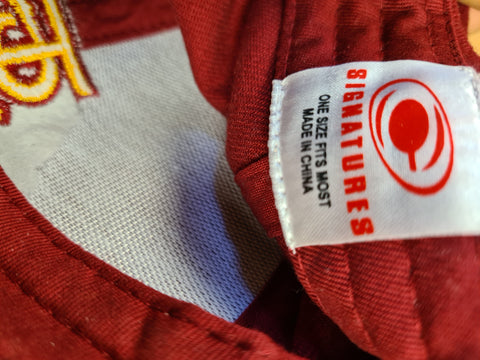 SIGNATURES
ONE SIZE FITS MOST
MADE IN CHINA